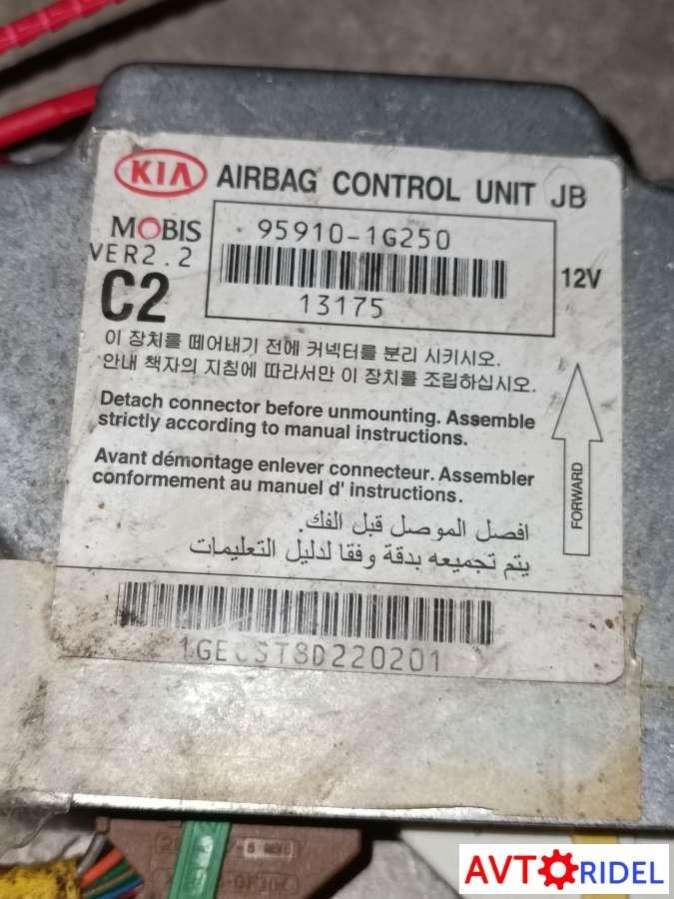 KIA AIRBAG CONTROL UNIT JB
MOBIS 95910-1G250
VER2.2
C2
12V
13175
이 장치를 떼어내기 전에 커넥터를 분리 시키시오.
안내 책자의 지침에 따라서만 이 장치를 조립하십시오.
Detach connector before unmounting. Assemble
strictly according to manual instructions.
FORWARD
Avant démontage enlever connecteur. Assembler
conformement au manuel d' instructions.
افصل الموصل قبل الفك.
يتم تجميعه بدقة وفقا لدليل التعليمات
AVTORIDEL